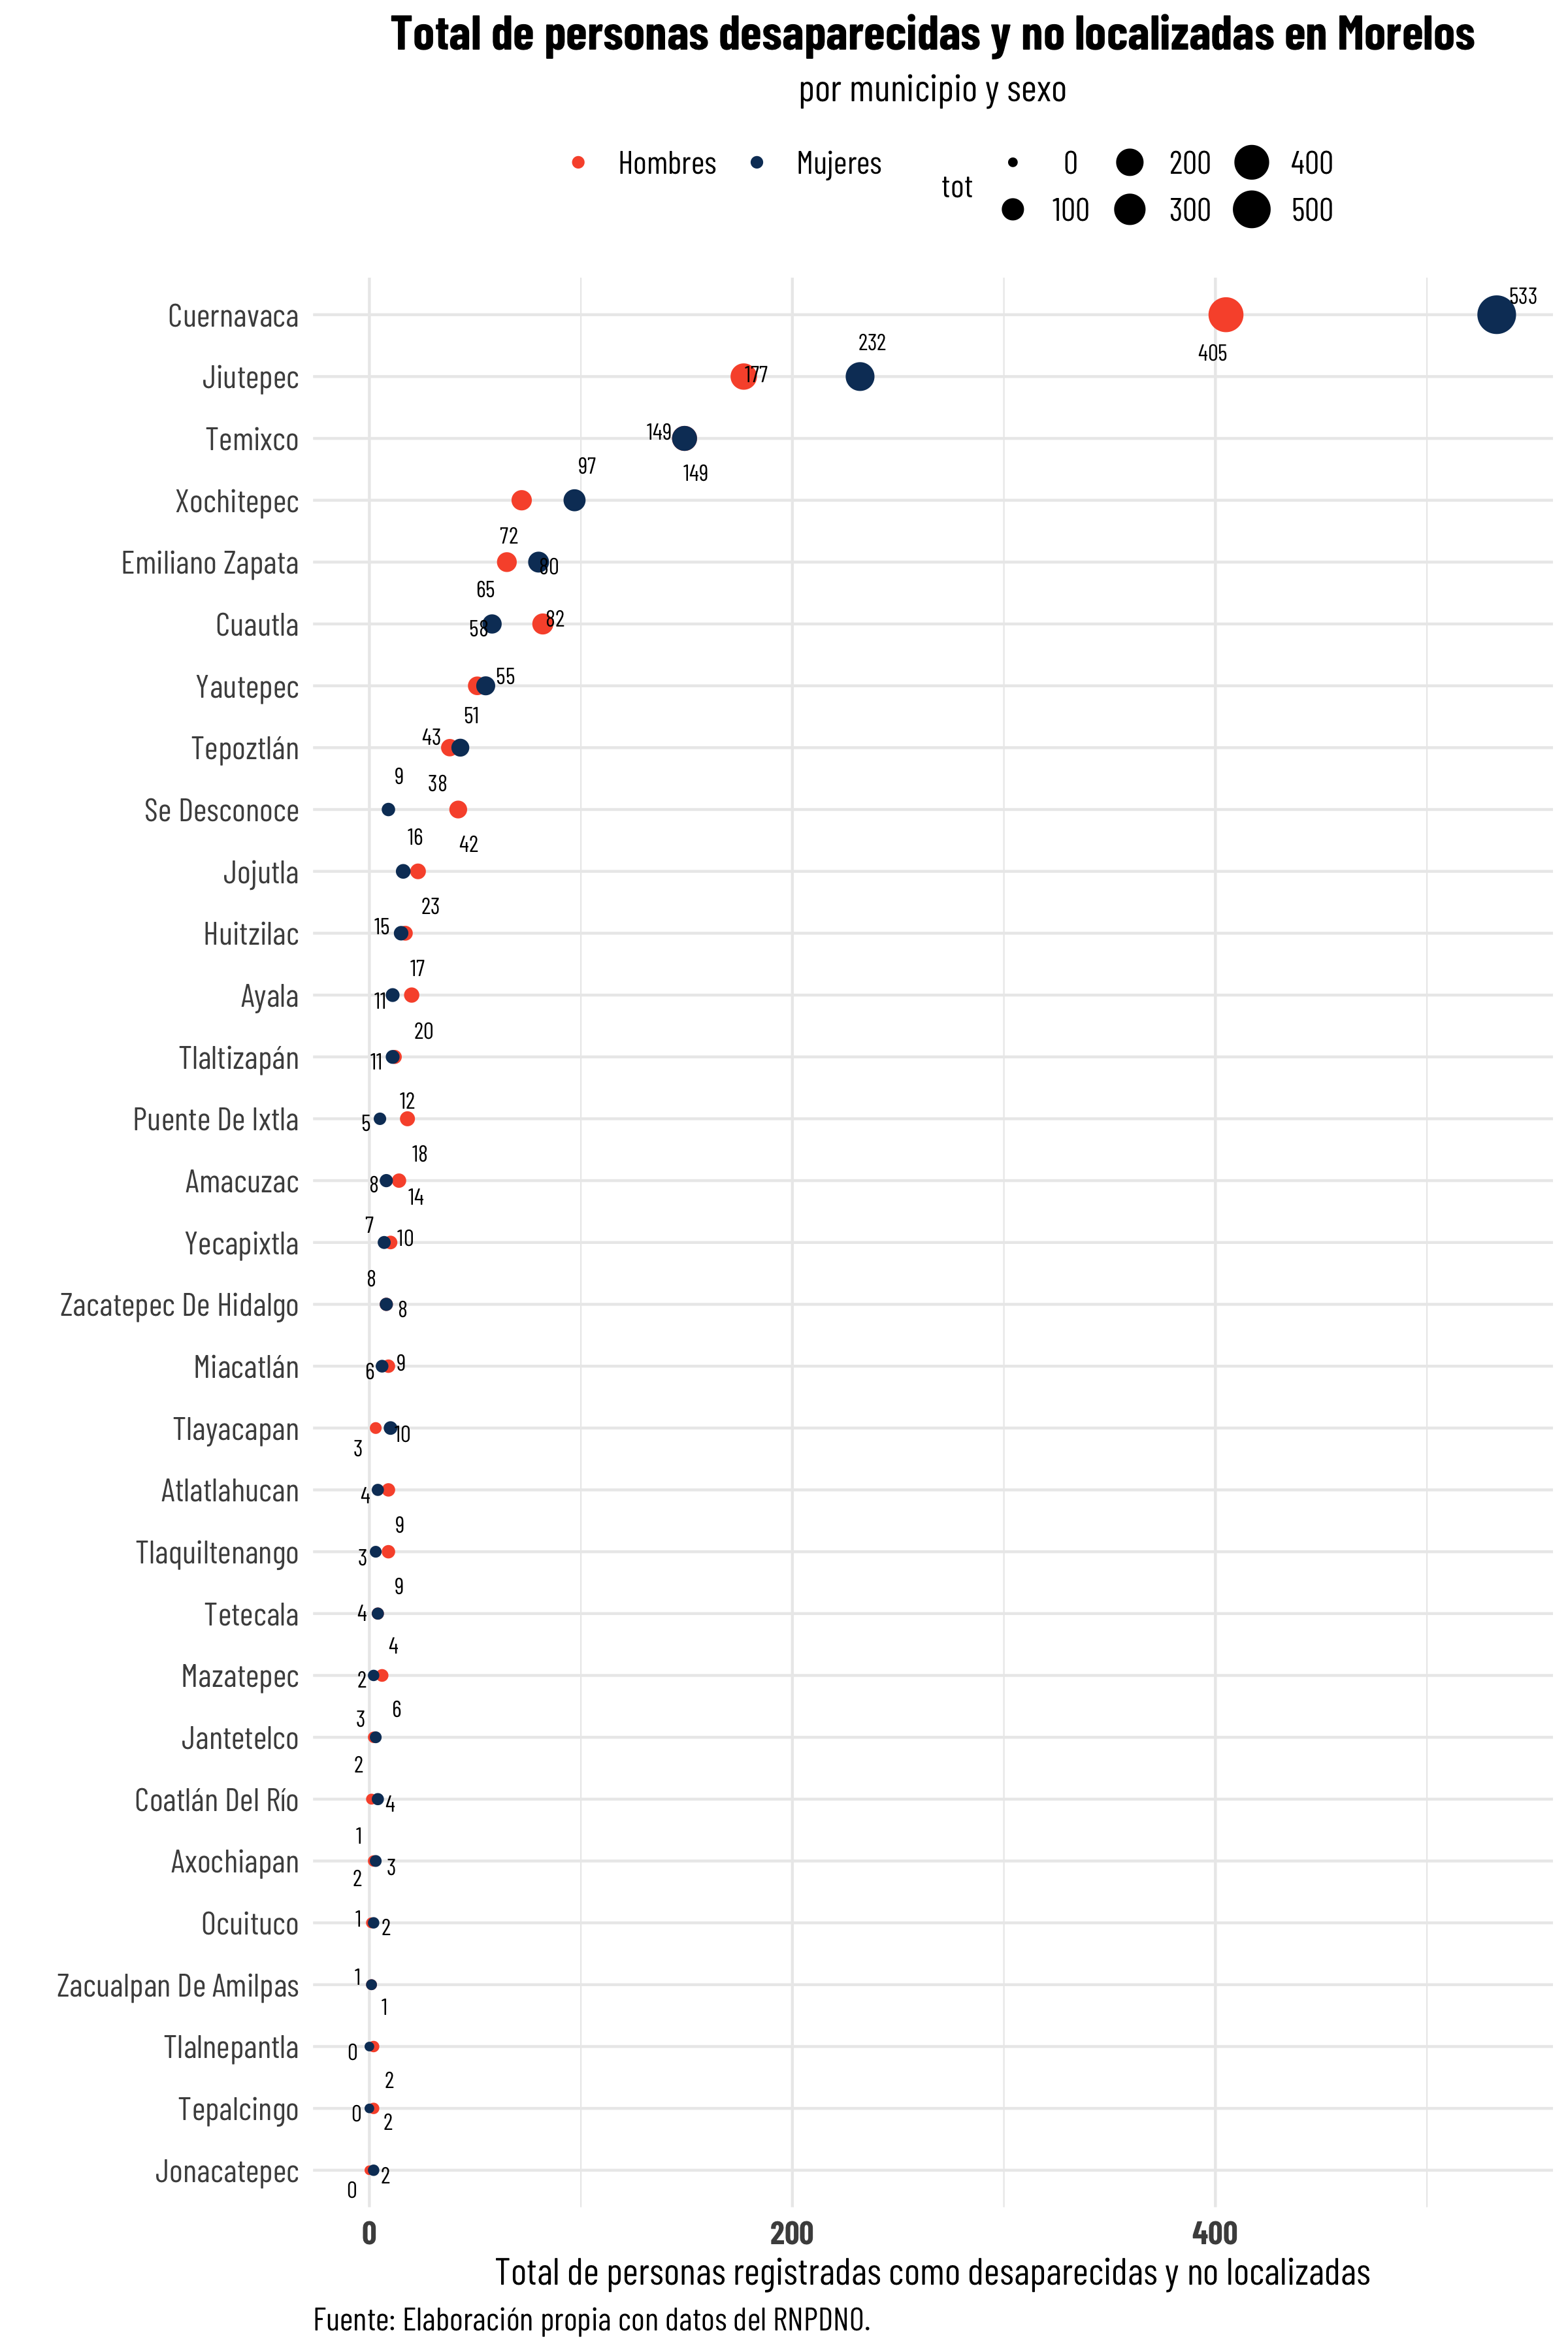 Total de personas desaparecidas y no localizadas en Morelos
por municipio y sexo
Hombres Mujeres
tot
0 200 400
100 300 500
Cuernavaca 405 533
Jiutepec 177 232
Temixco 149 149
Xochitepec 72 97
Emiliano Zapata 65 80
Cuautla 58 82
Yautepec 51 55
Tepoztlán 43 38
Se Desconoce 9 42
Jojutla 16 23
Huitzilac 15 17
Ayala 11 20
Tlaltizapán 11 12
Puente De Ixtla 5 18
Amacuzac 8 14
Yecapixtla 7 10
Zacatepec De Hidalgo 8 8
Miacatlán 6 9
Tlayacapan 3 10
Atlatlahucan 4 9
Tlaquiltenango 3 9
Tetecala 4 4
Mazatepec 2 6
Jantetelco 3 2
Coatlán Del Río 1 4
Axochiapan 2 3
Ocuituco 1 2
Zacualpan De Amilpas 1 1
Tlalnepantla 0 2
Tepalcingo 0 2
Jonacatepec 0 2
0 200 400
Total de personas registradas como desaparecidas y no localizadas
Fuente: Elaboración propia con datos del RNPDNO.